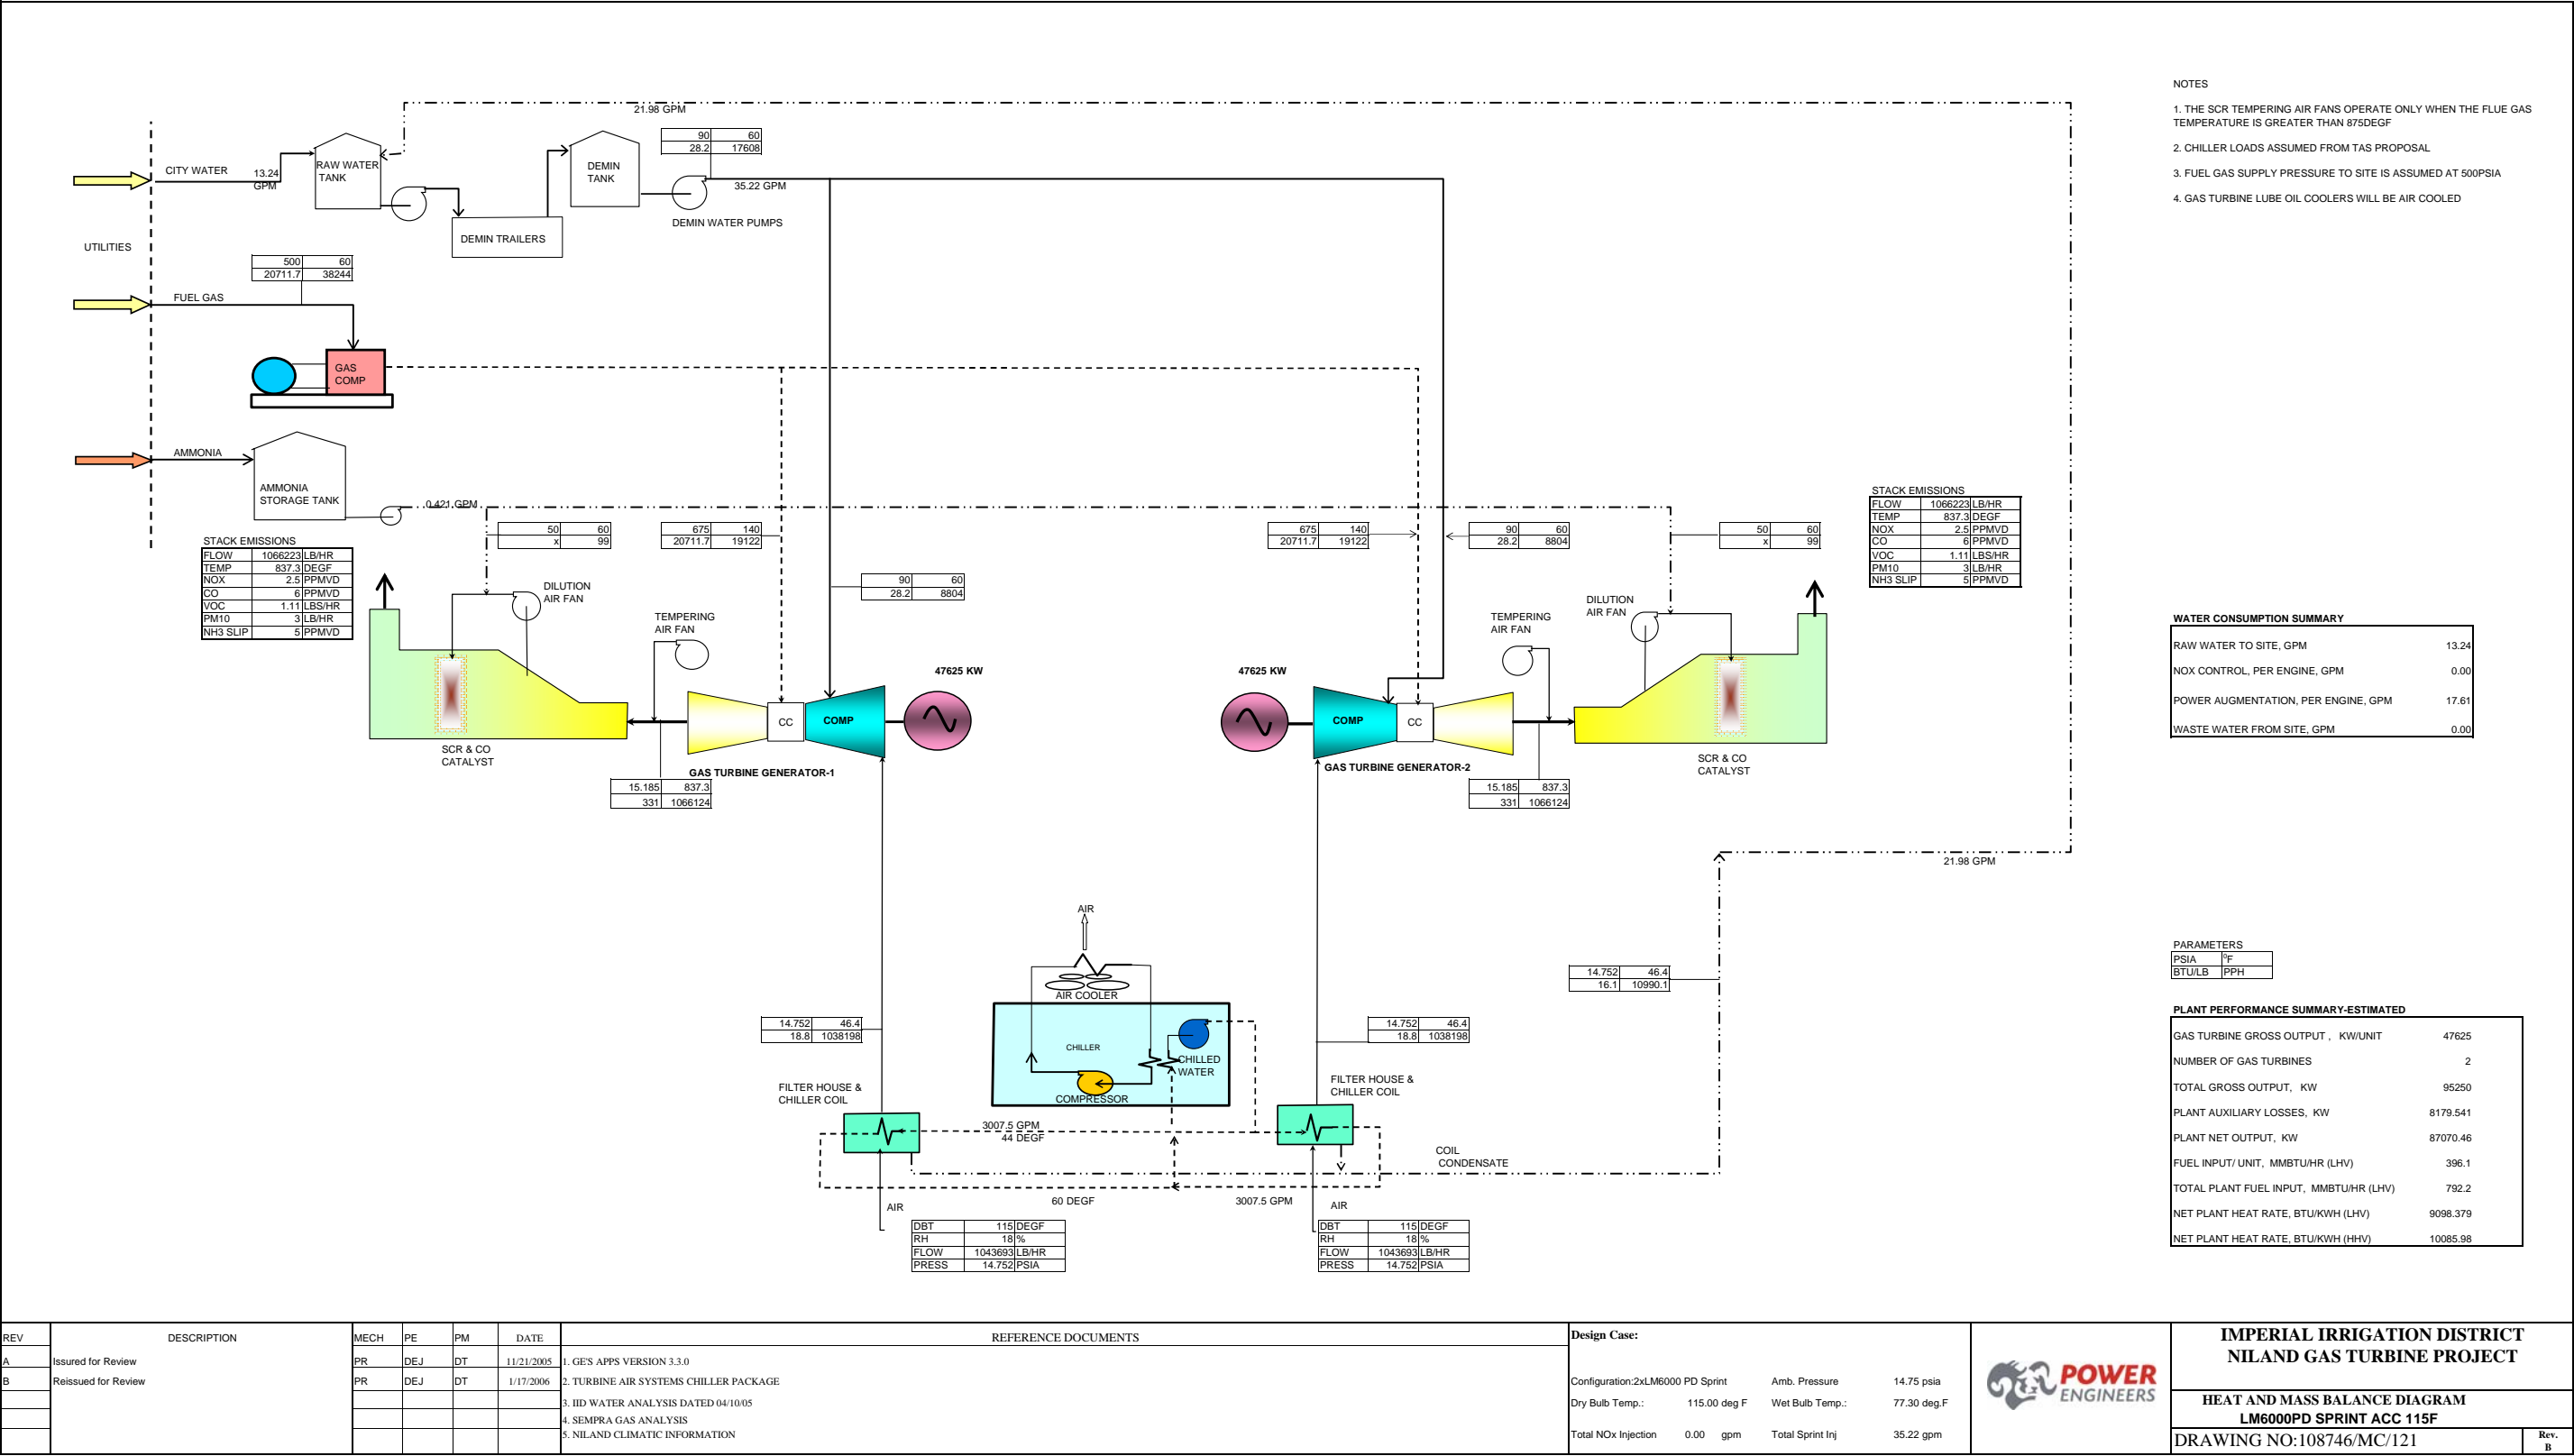 NOTES
1. THE SCR TEMPERING AIR FANS OPERATE ONLY WHEN THE FLUE GAS
TEMPERATURE IS GREATER THAN 875DEGF
2. CHILLER LOADS ASSUMED FROM TAS PROPOSAL
3. FUEL GAS SUPPLY PRESSURE TO SITE IS ASSUMED AT 500PSIA
4. GAS TURBINE LUBE OIL COOLERS WILL BE AIR COOLED
21.98 GPM
90 60
28.2 17608
CITY WATER
13.24
GPM
RAW WATER
TANK
DEMIN
TANK
35.22 GPM
DEMIN WATER PUMPS
DEMIN TRAILERS
UTILITIES
500 60
20711.7 38244
FUEL GAS
GAS
COMP
AMMONIA
AMMONIA
STORAGE TANK
0.421 GPM
STACK EMISSIONS
FLOW 1066223 LB/HR
TEMP 837.3 DEGF
NOX 2.5 PPMVD
CO 6 PPMVD
VOC 1.11 LBS/HR
PM10 3 LB/HR
NH3 SLIP 5 PPMVD
50 60
x 99
675 140
20711.7 19122
90 60
28.2 8804
675 140
20711.7 19122
90 60
28.2 8804
50 60
x 99
STACK EMISSIONS
FLOW 1066223 LB/HR
TEMP 837.3 DEGF
NOX 2.5 PPMVD
CO 6 PPMVD
VOC 1.11 LBS/HR
PM10 3 LB/HR
NH3 SLIP 5 PPMVD
DILUTION
AIR FAN
TEMPERING
AIR FAN
47625 KW
CC
COMP
SCR & CO
CATALYST
GAS TURBINE GENERATOR-1
15.185 837.3
331 1066124
47625 KW
TEMPERING
AIR FAN
DILUTION
AIR FAN
COMP
CC
GAS TURBINE GENERATOR-2
SCR & CO
CATALYST
15.185 837.3
331 1066124
WATER CONSUMPTION SUMMARY
RAW WATER TO SITE, GPM 13.24
NOX CONTROL, PER ENGINE, GPM 0.00
POWER AUGMENTATION, PER ENGINE, GPM 17.61
WASTE WATER FROM SITE, GPM 0.00
21.98 GPM
AIR
AIR COOLER
CHILLER
CHILLED
WATER
COMPRESSOR
14.752 46.4
18.8 1038198
14.752 46.4
18.8 1038198
14.752 46.4
16.1 10990.1
FILTER HOUSE &
CHILLER COIL
FILTER HOUSE &
CHILLER COIL
3007.5 GPM
44 DEGF
COIL
CONDENSATE
60 DEGF
3007.5 GPM
AIR
AIR
DBT 115 DEGF
RH 18 %
FLOW 1043693 LB/HR
PRESS 14.752 PSIA
DBT 115 DEGF
RH 18 %
FLOW 1043693 LB/HR
PRESS 14.752 PSIA
PARAMETERS
PSIA ⁰F
BTU/LB PPH
PLANT PERFORMANCE SUMMARY-ESTIMATED
GAS TURBINE GROSS OUTPUT , KW/UNIT 47625
NUMBER OF GAS TURBINES 2
TOTAL GROSS OUTPUT, KW 95250
PLANT AUXILIARY LOSSES, KW 8179.541
PLANT NET OUTPUT, KW 87070.46
FUEL INPUT/ UNIT, MMBTU/HR (LHV) 396.1
TOTAL PLANT FUEL INPUT, MMBTU/HR (LHV) 792.2
NET PLANT HEAT RATE, BTU/KWH (LHV) 9098.379
NET PLANT HEAT RATE, BTU/KWH (HHV) 10085.98
REV DESCRIPTION MECH PE PM DATE
A Issured for Review PR DEJ DT 11/21/2005
B Reissued for Review PR DEJ DT 1/17/2006
REFERENCE DOCUMENTS
1. GE'S APPS VERSION 3.3.0
2. TURBINE AIR SYSTEMS CHILLER PACKAGE
3. IID WATER ANALYSIS DATED 04/10/05
4. SEMPRA GAS ANALYSIS
5. NILAND CLIMATIC INFORMATION
Design Case:
Configuration:2xLM6000 PD Sprint Amb. Pressure 14.75 psia
Dry Bulb Temp.: 115.00 deg F Wet Bulb Temp.: 77.30 deg.F
Total NOx Injection 0.00 gpm Total Sprint Inj 35.22 gpm
POWER
ENGINEERS
IMPERIAL IRRIGATION DISTRICT
NILAND GAS TURBINE PROJECT
HEAT AND MASS BALANCE DIAGRAM
LM6000PD SPRINT ACC 115F
DRAWING NO:108746/MC/121
Rev.
B